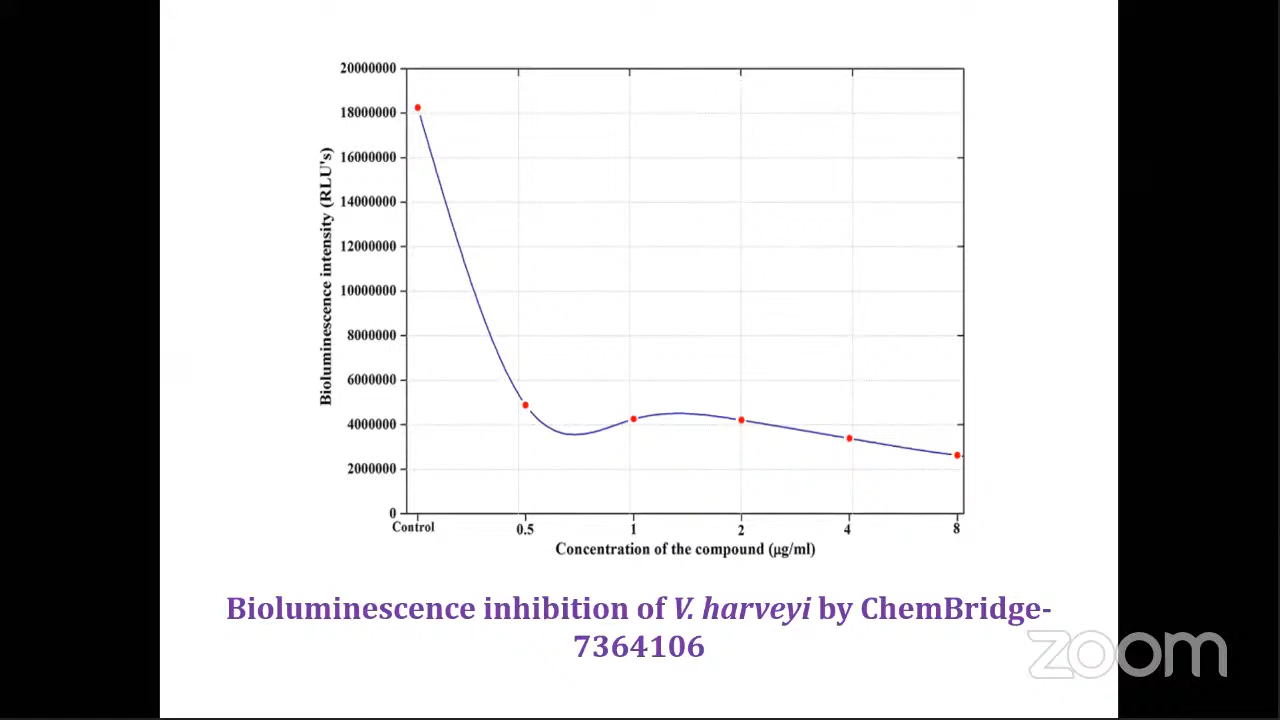 20000000
18000000
16000000
14000000
12000000
10000000
8000000
6000000
4000000
2000000
0
Bioluminescence intensity (RLU's)
Control 0.5 1 2 4 8
Concentration of the compound (µg/ml)
Bioluminescence inhibition of V. harveyi by ChemBridge-
7364106
zoom